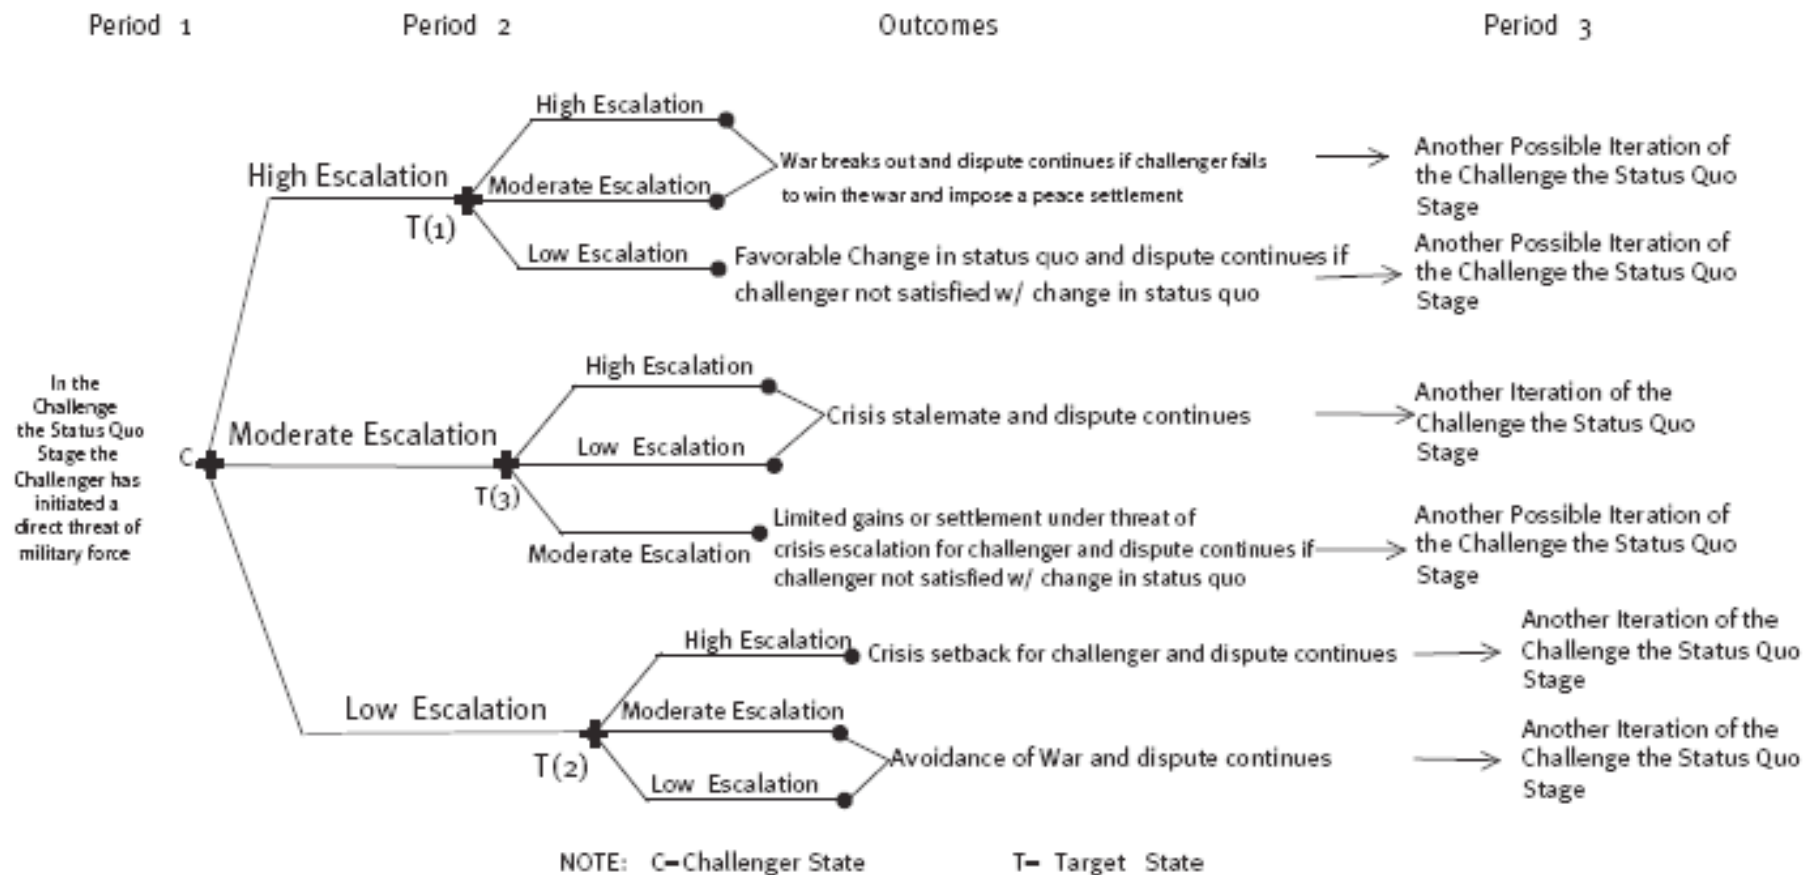 Period 1 Period 2 Outcomes Period 3
High Escalation
High Escalation
Moderate Escalation
T(1)
Low Escalation
War breaks out and dispute continues if challenger fails
to win the war and impose a peace settlement
Another Possible Iteration of
the Challenge the Status Quo
Stage
Favorable Change in status quo and dispute continues if
challenger not satisfied w/ change in status quo
Another Possible Iteration of
the Challenge the Status Quo
Stage
In the
Challenge
the Status Quo
Stage the
Challenger has
initiated a
direct threat of
military force
C
Moderate Escalation
T(3)
High Escalation
Low Escalation
Moderate Escalation
Crisis stalemate and dispute continues
Another Iteration of the
Challenge the Status Quo
Stage
Limited gains or settlement under threat of
crisis escalation for challenger and dispute continues if
challenger not satisfied w/ change in status quo
Another Possible Iteration of
the Challenge the Status Quo
Stage
Low Escalation
T(2)
High Escalation
Moderate Escalation
Low Escalation
Crisis setback for challenger and dispute continues
Another Iteration of the
Challenge the Status Quo
Stage
Avoidance of War and dispute continues
Another Iteration of the
Challenge the Status Quo
Stage
NOTE: C–Challenger State T– Target State